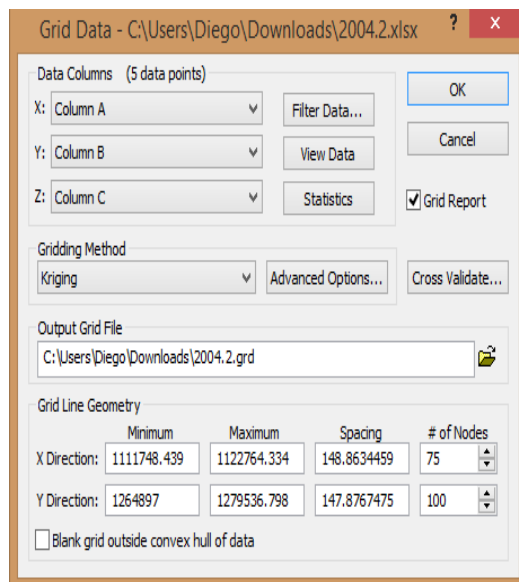 Grid Data - C:\Users\Diego\Downloads\2004.2.xlsx ? x
Data Columns (5 data points)
X: Column A
Filter Data...
Y: Column B
View Data
Z: Column C
Statistics
OK
Cancel
Grid Report
Gridding Method
Kriging
Advanced Options...
Cross Validate...
Output Grid File
C:\Users\Diego\Downloads\2004.2.grd
Grid Line Geometry
Minimum Maximum Spacing # of Nodes
X Direction: 1111748.439 1122764.334 148.8634459 75
Y Direction: 1264897 1279536.798 147.8767475 100
Blank grid outside convex hull of data